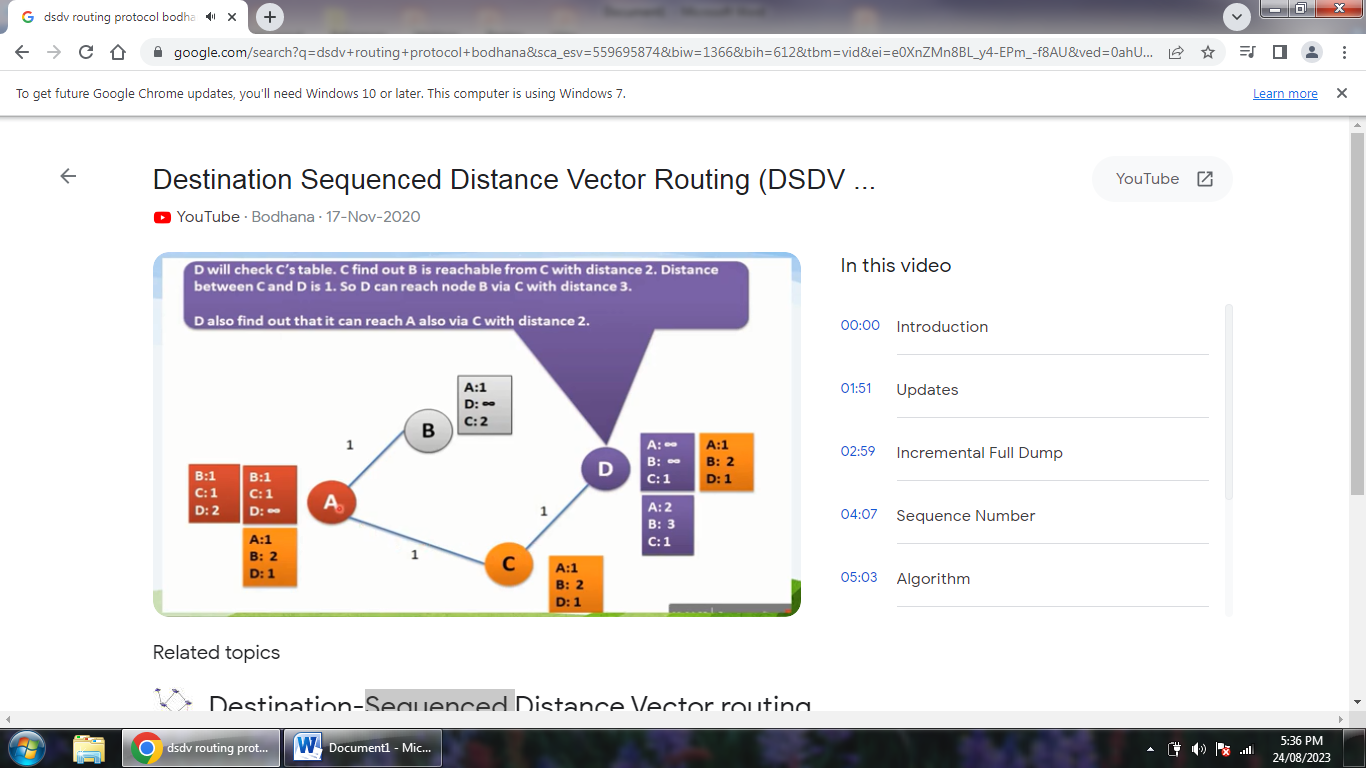 dsdv routing protocol bodha
google.com/search?q=dsdv+routing+protocol+bodhana&sca_esv=559695874&biw=1366&bih=612&tbm=vid&ei=e0XnZMn8BL_y4-EPm_-f8AU&ved=0ahU...
To get future Google Chrome updates, you'll need Windows 10 or later. This computer is using Windows 7.
Learn more
Destination Sequenced Distance Vector Routing (DSDV ...
YouTube
YouTube · Bodhana · 17-Nov-2020
D will check C's table. C find out B is reachable from C with distance 2. Distance
between C and D is 1. So D can reach node B via C with distance 3.
D also find out that it can reach A also via C with distance 2.
A:1
D: ∞
C: 2
B
1
A: ∞
B: ∞
C: 1
A:1
B: 2
D: 1
D
B:1
C: 1
D: 2
B:1
C: 1
D: ∞
A
A: 2
B: 3
C: 1
1
A:1
B: 2
D: 1
1
C
A:1
B: 2
D: 1
In this video
00:00 Introduction
01:51 Updates
02:59 Incremental Full Dump
04:07 Sequence Number
05:03 Algorithm
Related topics
Destination-Sequenced Distance Vector routing
dsdv routing prot...
Document1 - Mic...
5:36 PM
24/08/2023